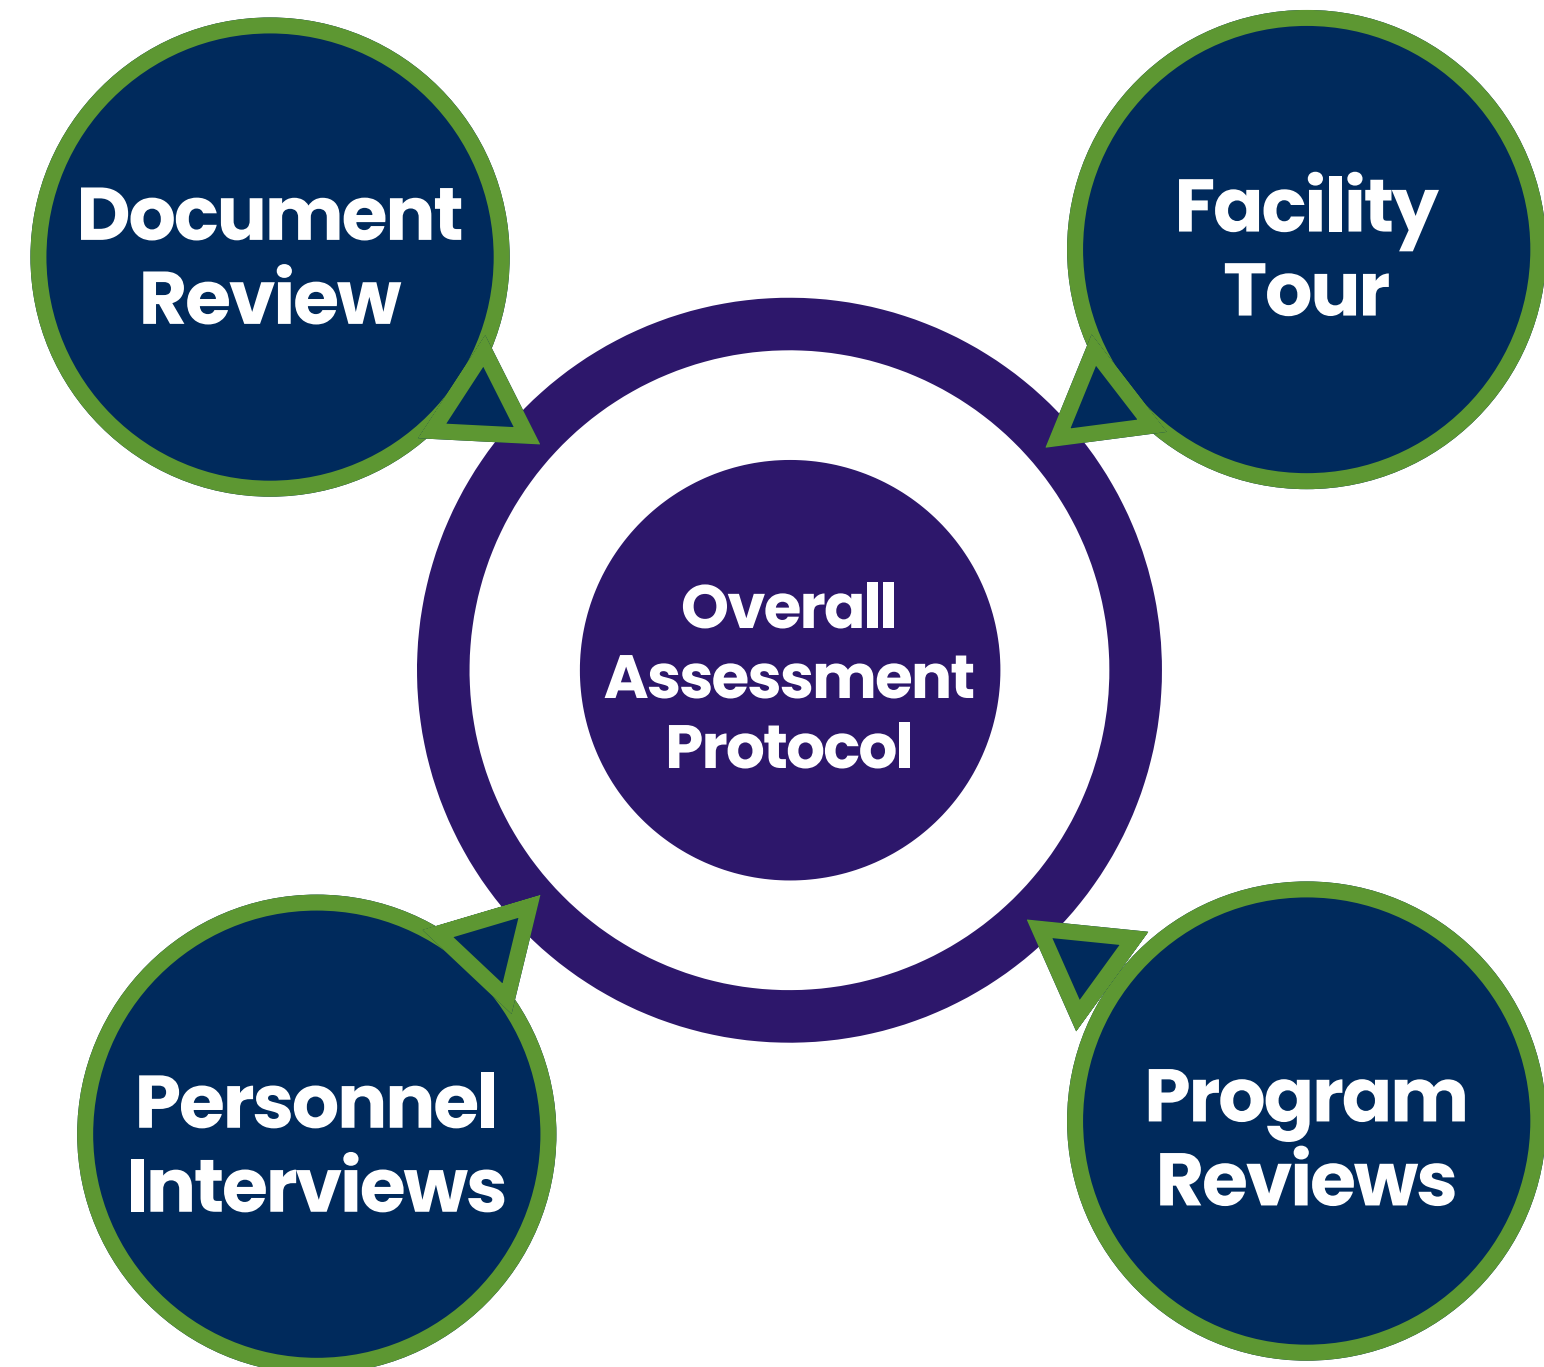 Document
Review
Facility
Tour
Overall
Assessment
Protocol
Personnel
Interviews
Program
Reviews